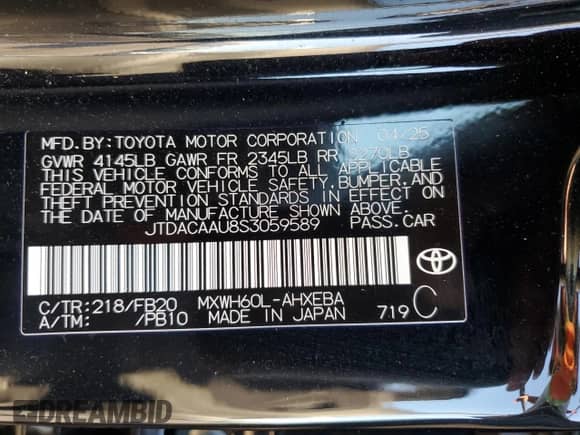 MFD. BY: TOYOTA MOTOR CORPORATION 04/25
GVWR 4145LB GAWR FR 2345LB RR 2270LB
THIS VEHICLE CONFORMS TO ALL APPLICABLE
FEDERAL MOTOR VEHICLE SAFETY, BUMPER, AND
THEFT PREVENTION STANDARDS IN EFFECT ON
THE DATE OF MANUFACTURE SHOWN ABOVE.
JTDACAAU8S3059589 PASS. CAR
C/TR: 218/FB20 MXWH60L-AHXEBA
A/TM: /PB10 MADE IN JAPAN 719 C
DREAMBID